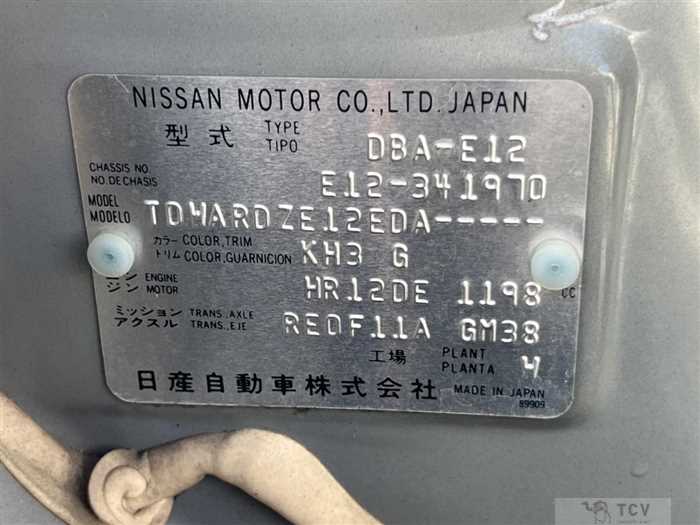 NISSAN MOTOR CO.,LTD. JAPAN
型式 TYPE TIPO DBA-E12
CHASSIS NO. NO.DE CHASIS E12-341970
MODEL MODELO TDWARDZE12EDA-----
カラー COLOR,TRIM トリム COLOR,GUARNICION KH3 G
ジン ENGINE MOTOR HR12DE 1198 CC
ミッション TRANS.,AXLE アクスル TRANS.,EJE RE0F11A GM38
工場 PLANT PLANTA 4
日産自動車株式会社 MADE IN JAPAN
89909
TCV